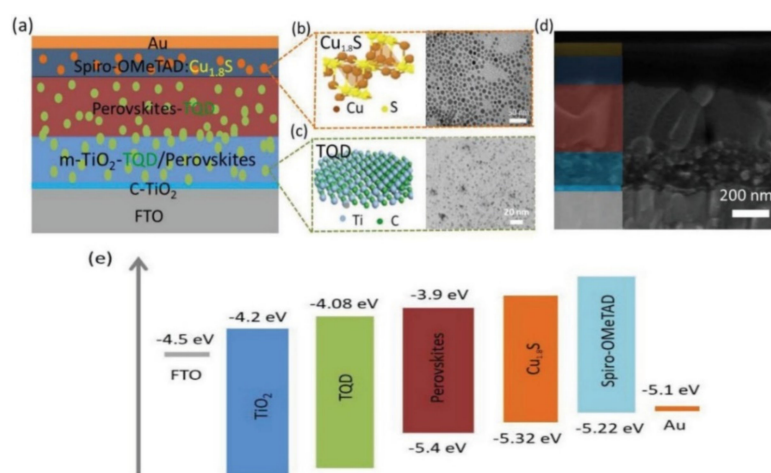 (a)
Au
Spiro-OMeTAD:Cu1.8S
Perovskites-TQD
m-TiO2-TQD/Perovskites
C-TiO2
FTO
(b)
Cu1.8S
Cu
S
(c)
TQD
Ti
C
20 nm
(d)
200 nm
(e)
-4.5 eV
FTO
-4.2 eV
TiO2
-4.08 eV
TQD
-3.9 eV
Perovskites
-5.4 eV
Cu1.8S
-5.32 eV
Spiro-OMeTAD
-5.22 eV
-5.1 eV
Au